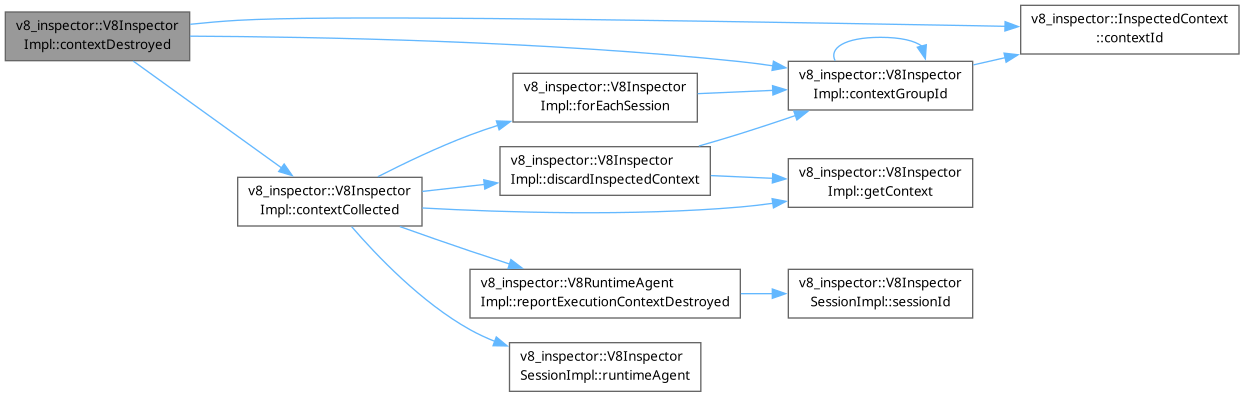 v8_inspector::V8Inspector
Impl::contextDestroyed
v8_inspector::InspectedContext
::contextId
v8_inspector::V8Inspector
Impl::contextGroupId
v8_inspector::V8Inspector
Impl::forEachSession
v8_inspector::V8Inspector
Impl::discardInspectedContext
v8_inspector::V8Inspector
Impl::getContext
v8_inspector::V8Inspector
Impl::contextCollected
v8_inspector::V8RuntimeAgent
Impl::reportExecutionContextDestroyed
v8_inspector::V8Inspector
SessionImpl::sessionId
v8_inspector::V8Inspector
SessionImpl::runtimeAgent